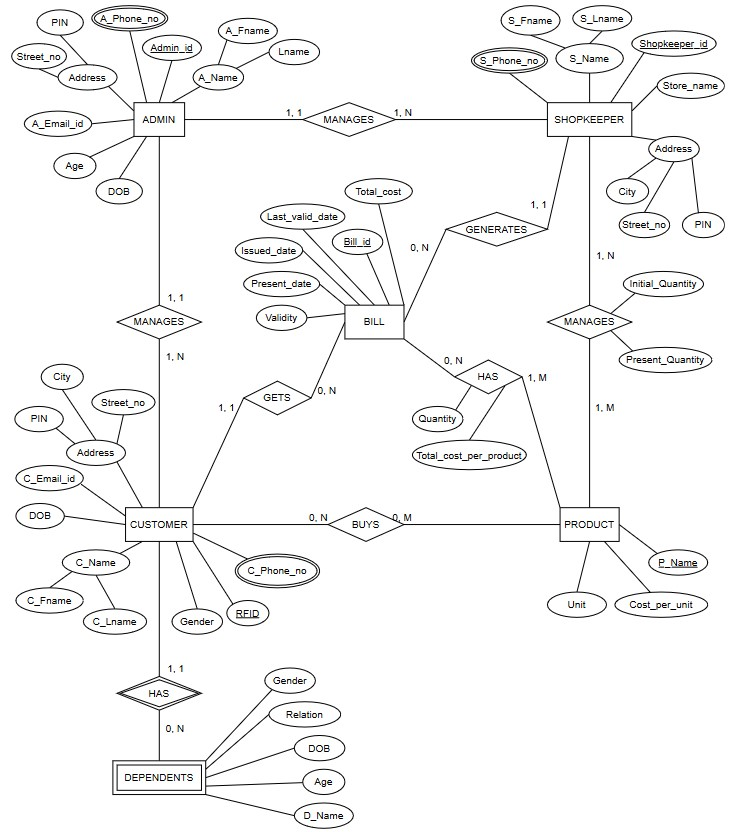 S_Fname
S_Lname
PIN
A_Phone_no
A_Fname
Admin_id
Lname
Shopkeeper_id
Street_no
S_Phone_no
S_Name
Address
A_Name
Store_name
A_Email_id
ADMIN
1, 1
MANAGES
1, N
SHOPKEEPER
Address
Age
DOB
Total_cost
City
1, 1
Last_valid_date
Street_no
PIN
GENERATES
Bill_id
0, N
Issued_date
1, N
Present_date
Initial_Quantity
1, 1
Validity
BILL
MANAGES
MANAGES
1, N
0, N
Present_Quantity
City
HAS
1, M
0, N
GETS
Street_no
1, 1
1, M
PIN
Quantity
Address
Total_cost_per_product
C_Email_id
DOB
CUSTOMER
0, N
BUYS
0, M
PRODUCT
C_Name
C_Phone_no
P_Name
C_Fname
Unit
Cost_per_unit
C_Lname
Gender
RFID
1, 1
Gender
HAS
Relation
0, N
DOB
DEPENDENTS
Age
D_Name